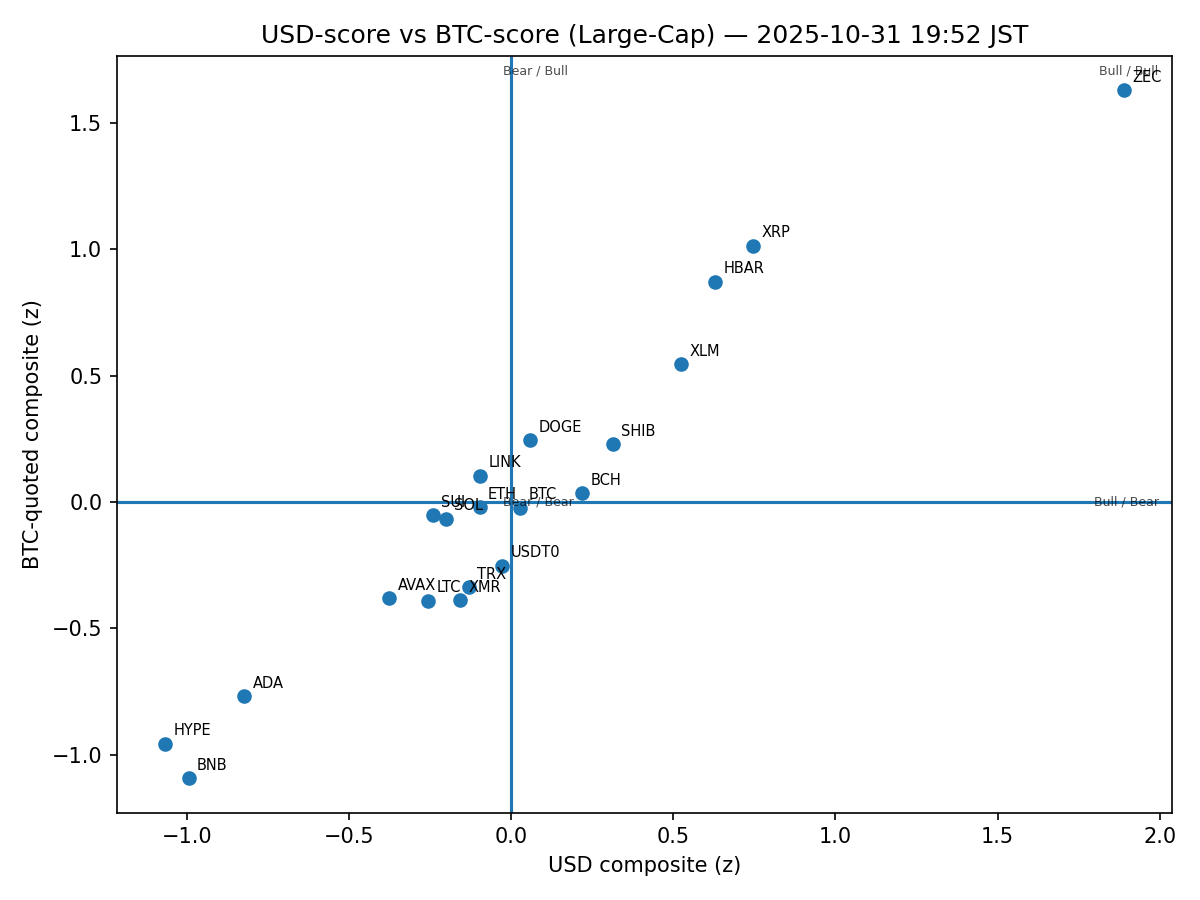 USD-score vs BTC-score (Large-Cap) — 2025-10-31 19:52 JST
Bear / Bull
Bull / Bull
ZEC
1.5
XRP
1.0
HBAR
XLM
0.5
DOGE
SHIB
LINK
BCH
SUI
SOL
ETH
BTC
Bear / Bear
Bull / Bear
0.0
USDT0
TRX
AVAX
LTC
XMR
−0.5
ADA
HYPE
−1.0
BNB
BTC-quoted composite (z)
−1.0
−0.5
0.0
0.5
1.0
1.5
2.0
USD composite (z)